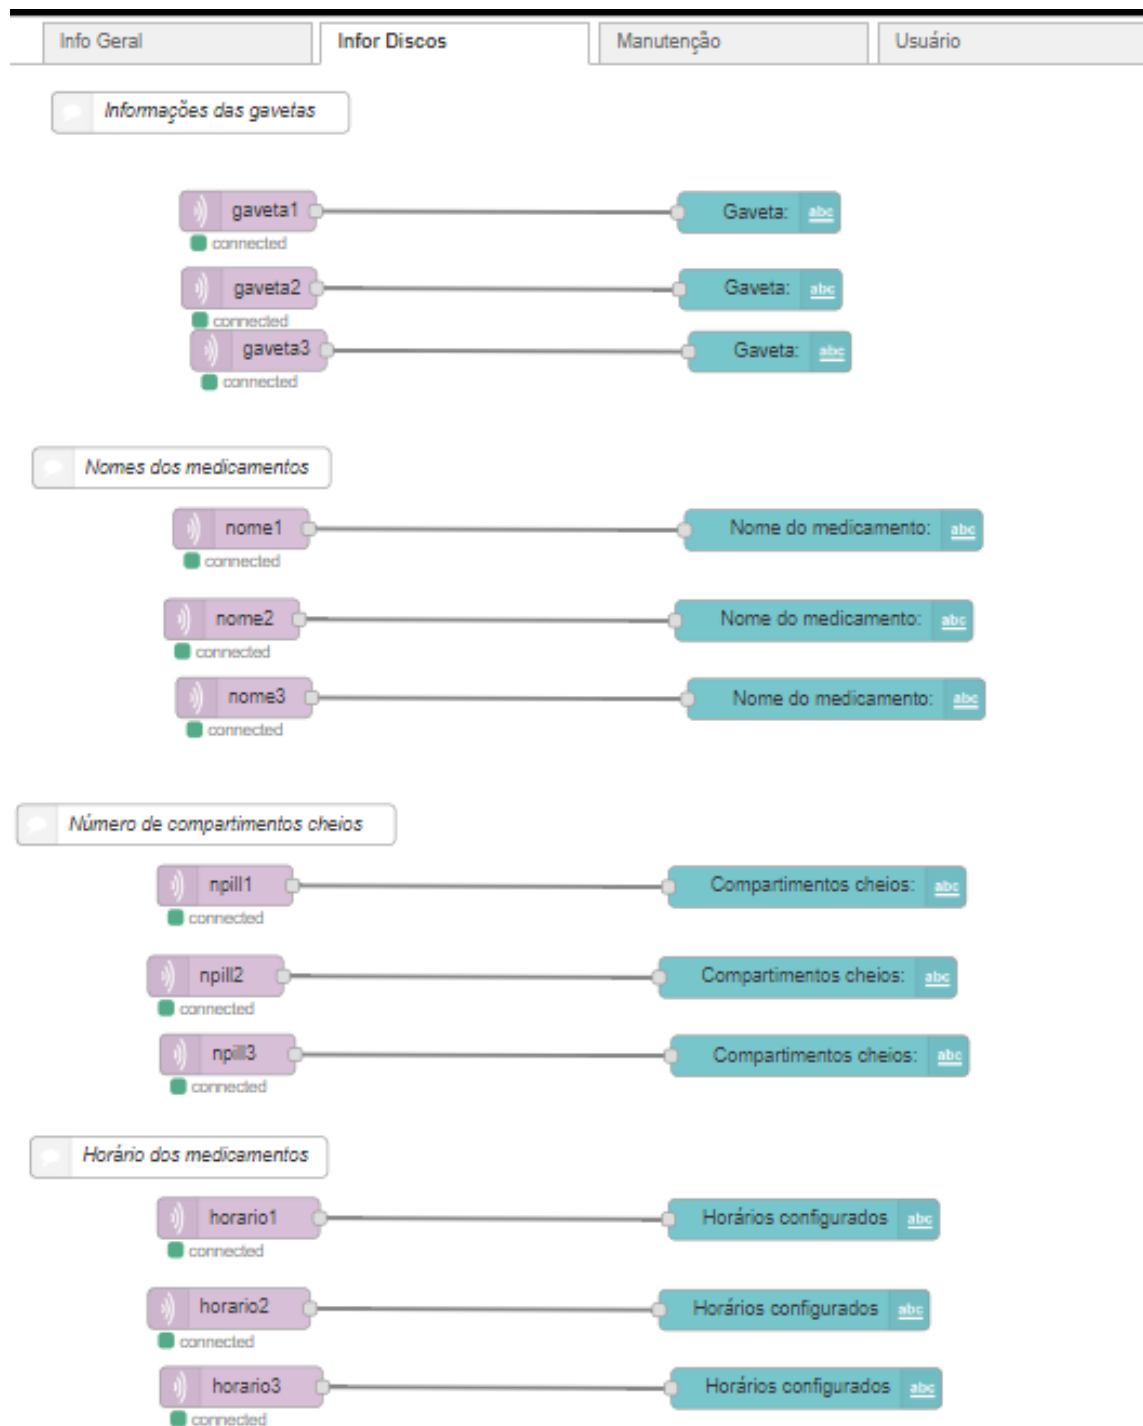 Info Geral
Infor Discos
Manutenção
Usuário
Informações das gavetas
gaveta1
Gaveta:
abc
connected
gaveta2
Gaveta:
abc
connected
gaveta3
Gaveta:
abc
connected
Nomes dos medicamentos
nome1
Nome do medicamento:
abc
connected
nome2
Nome do medicamento:
abc
connected
nome3
Nome do medicamento:
abc
connected
Número de compartimentos cheios
npill1
Compartimentos cheios:
abc
connected
npill2
Compartimentos cheios:
abc
connected
npill3
Compartimentos cheios:
abc
connected
Horário dos medicamentos
horario1
Horários configurados
abc
connected
horario2
Horários configurados
abc
connected
horario3
Horários configurados
abc
connected